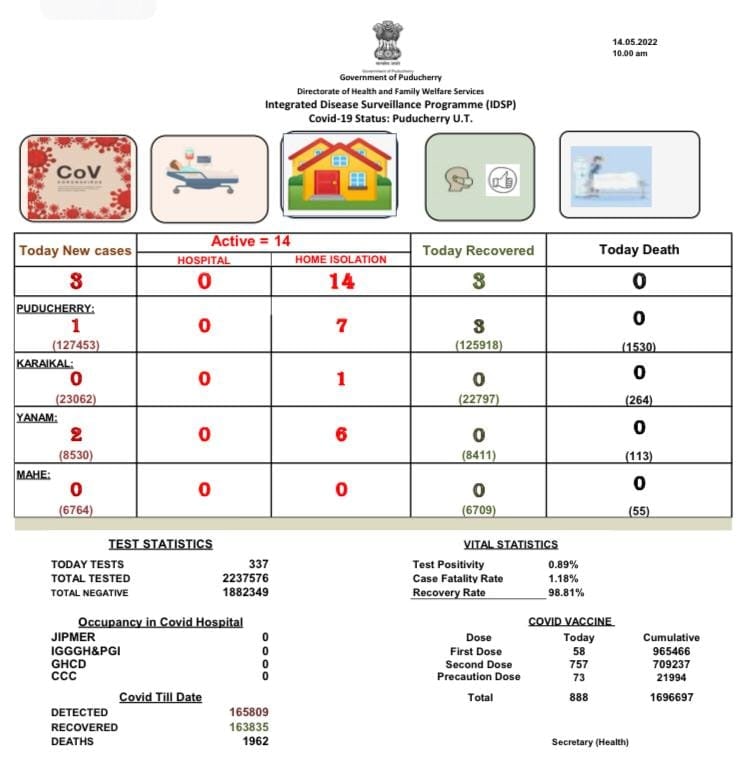 14.05.2022
10.00 am
Government of Puducherry
Government of Puducherry
Directorate of Health and Family Welfare Services
Integrated Disease Surveillance Programme (IDSP)
Covid-19 Status: Puducherry U.T.
CoV
CORONAVIRUS
Today New cases Active = 14 Today Recovered Today Death
HOSPITAL HOME ISOLATION
3 0 14 3 0
PUDUCHERRY:
1 0 7 3 0
(127453) (125918) (1530)
KARAIKAL:
0 0 1 0 0
(23062) (22797) (264)
YANAM:
2 0 6 0 0
(8530) (8411) (113)
MAHE:
0 0 0 0 0
(6764) (6709) (55)
TEST STATISTICS
TODAY TESTS 337
TOTAL TESTED 2237576
TOTAL NEGATIVE 1882349
VITAL STATISTICS
Test Positivity 0.89%
Case Fatality Rate 1.18%
Recovery Rate 98.81%
Occupancy in Covid Hospital
JIPMER 0
IGGGH&PGI 0
GHCD 0
CCC 0
COVID VACCINE
Dose Today Cumulative
First Dose 58 965466
Second Dose 757 709237
Precaution Dose 73 21994
Total 888 1696697
Covid Till Date
DETECTED 165809
RECOVERED 163835
DEATHS 1962
Secretary (Health)